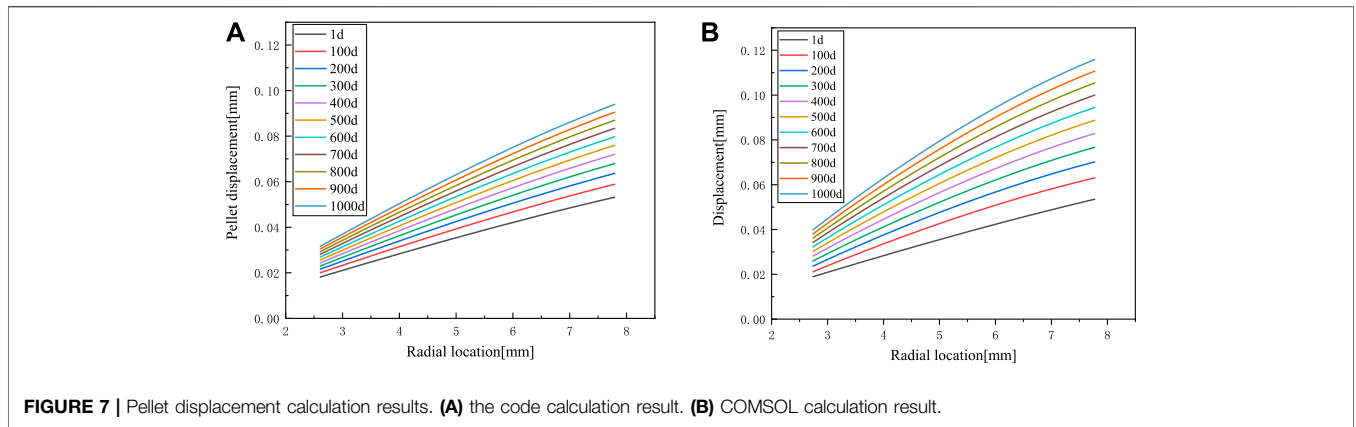 A
1d
100d
200d
300d
400d
500d
600d
700d
800d
900d
1000d
Pellet displacement[mm]
0.12
0.10
0.08
0.06
0.04
0.02
0.00
2 3 4 5 6 7 8
Radial location[mm]
B
1d
100d
200d
300d
400d
500d
600d
700d
800d
900d
1000d
Displacement[mm]
0.12
0.10
0.08
0.06
0.04
0.02
0.00
2 3 4 5 6 7 8
Radial location[mm]
FIGURE 7 | Pellet displacement calculation results. (A) the code calculation result. (B) COMSOL calculation result.